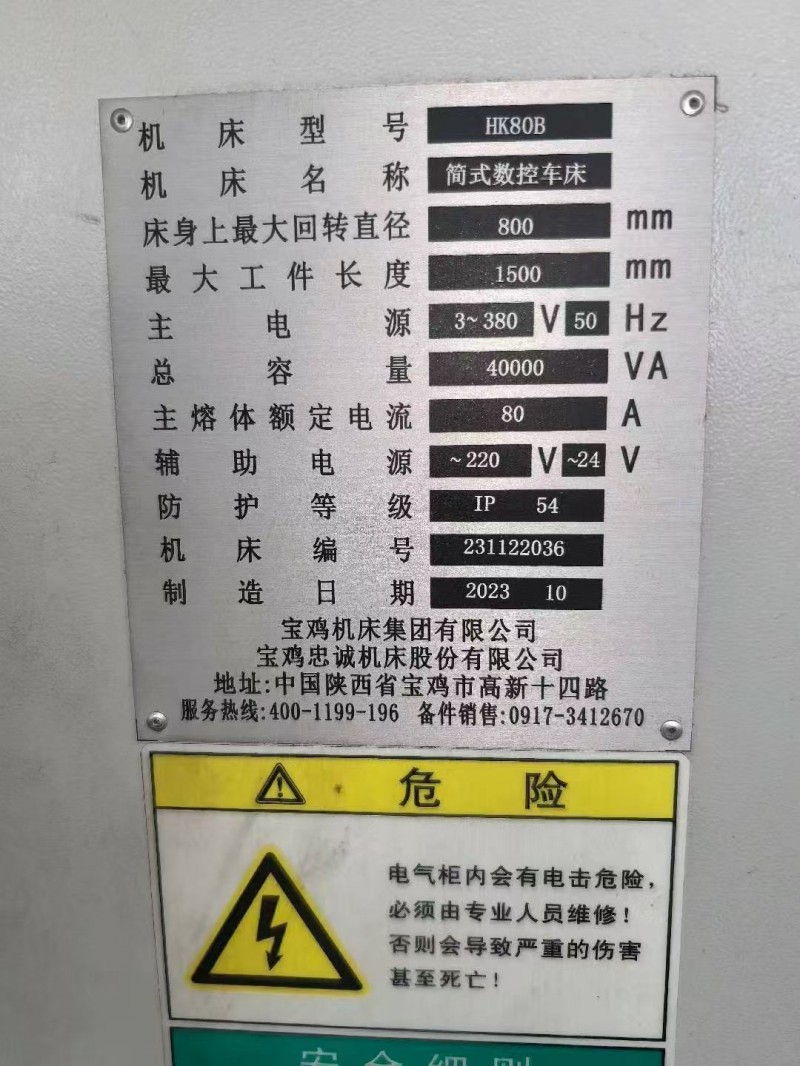 机床型号 HK80B
机床名称 简式数控车床
床身上最大回转直径 800 mm
最大工件长度 1500 mm
主电源 3~380 V 50 Hz
总容量 40000 VA
主熔体额定电流 80 A
辅助电源 ~220 V ~24 V
防护等级 IP 54
机床编号 231122036
制造日期 2023 10
宝鸡机床集团有限公司
宝鸡忠诚机床股份有限公司
地址:中国陕西省宝鸡市高新十四路
服务热线:400-1199-196 备件销售:0917-3412670
危险
电气柜内会有电击危险,
必须由专业人员维修!
否则会导致严重的伤害
甚至死亡!
安全细则